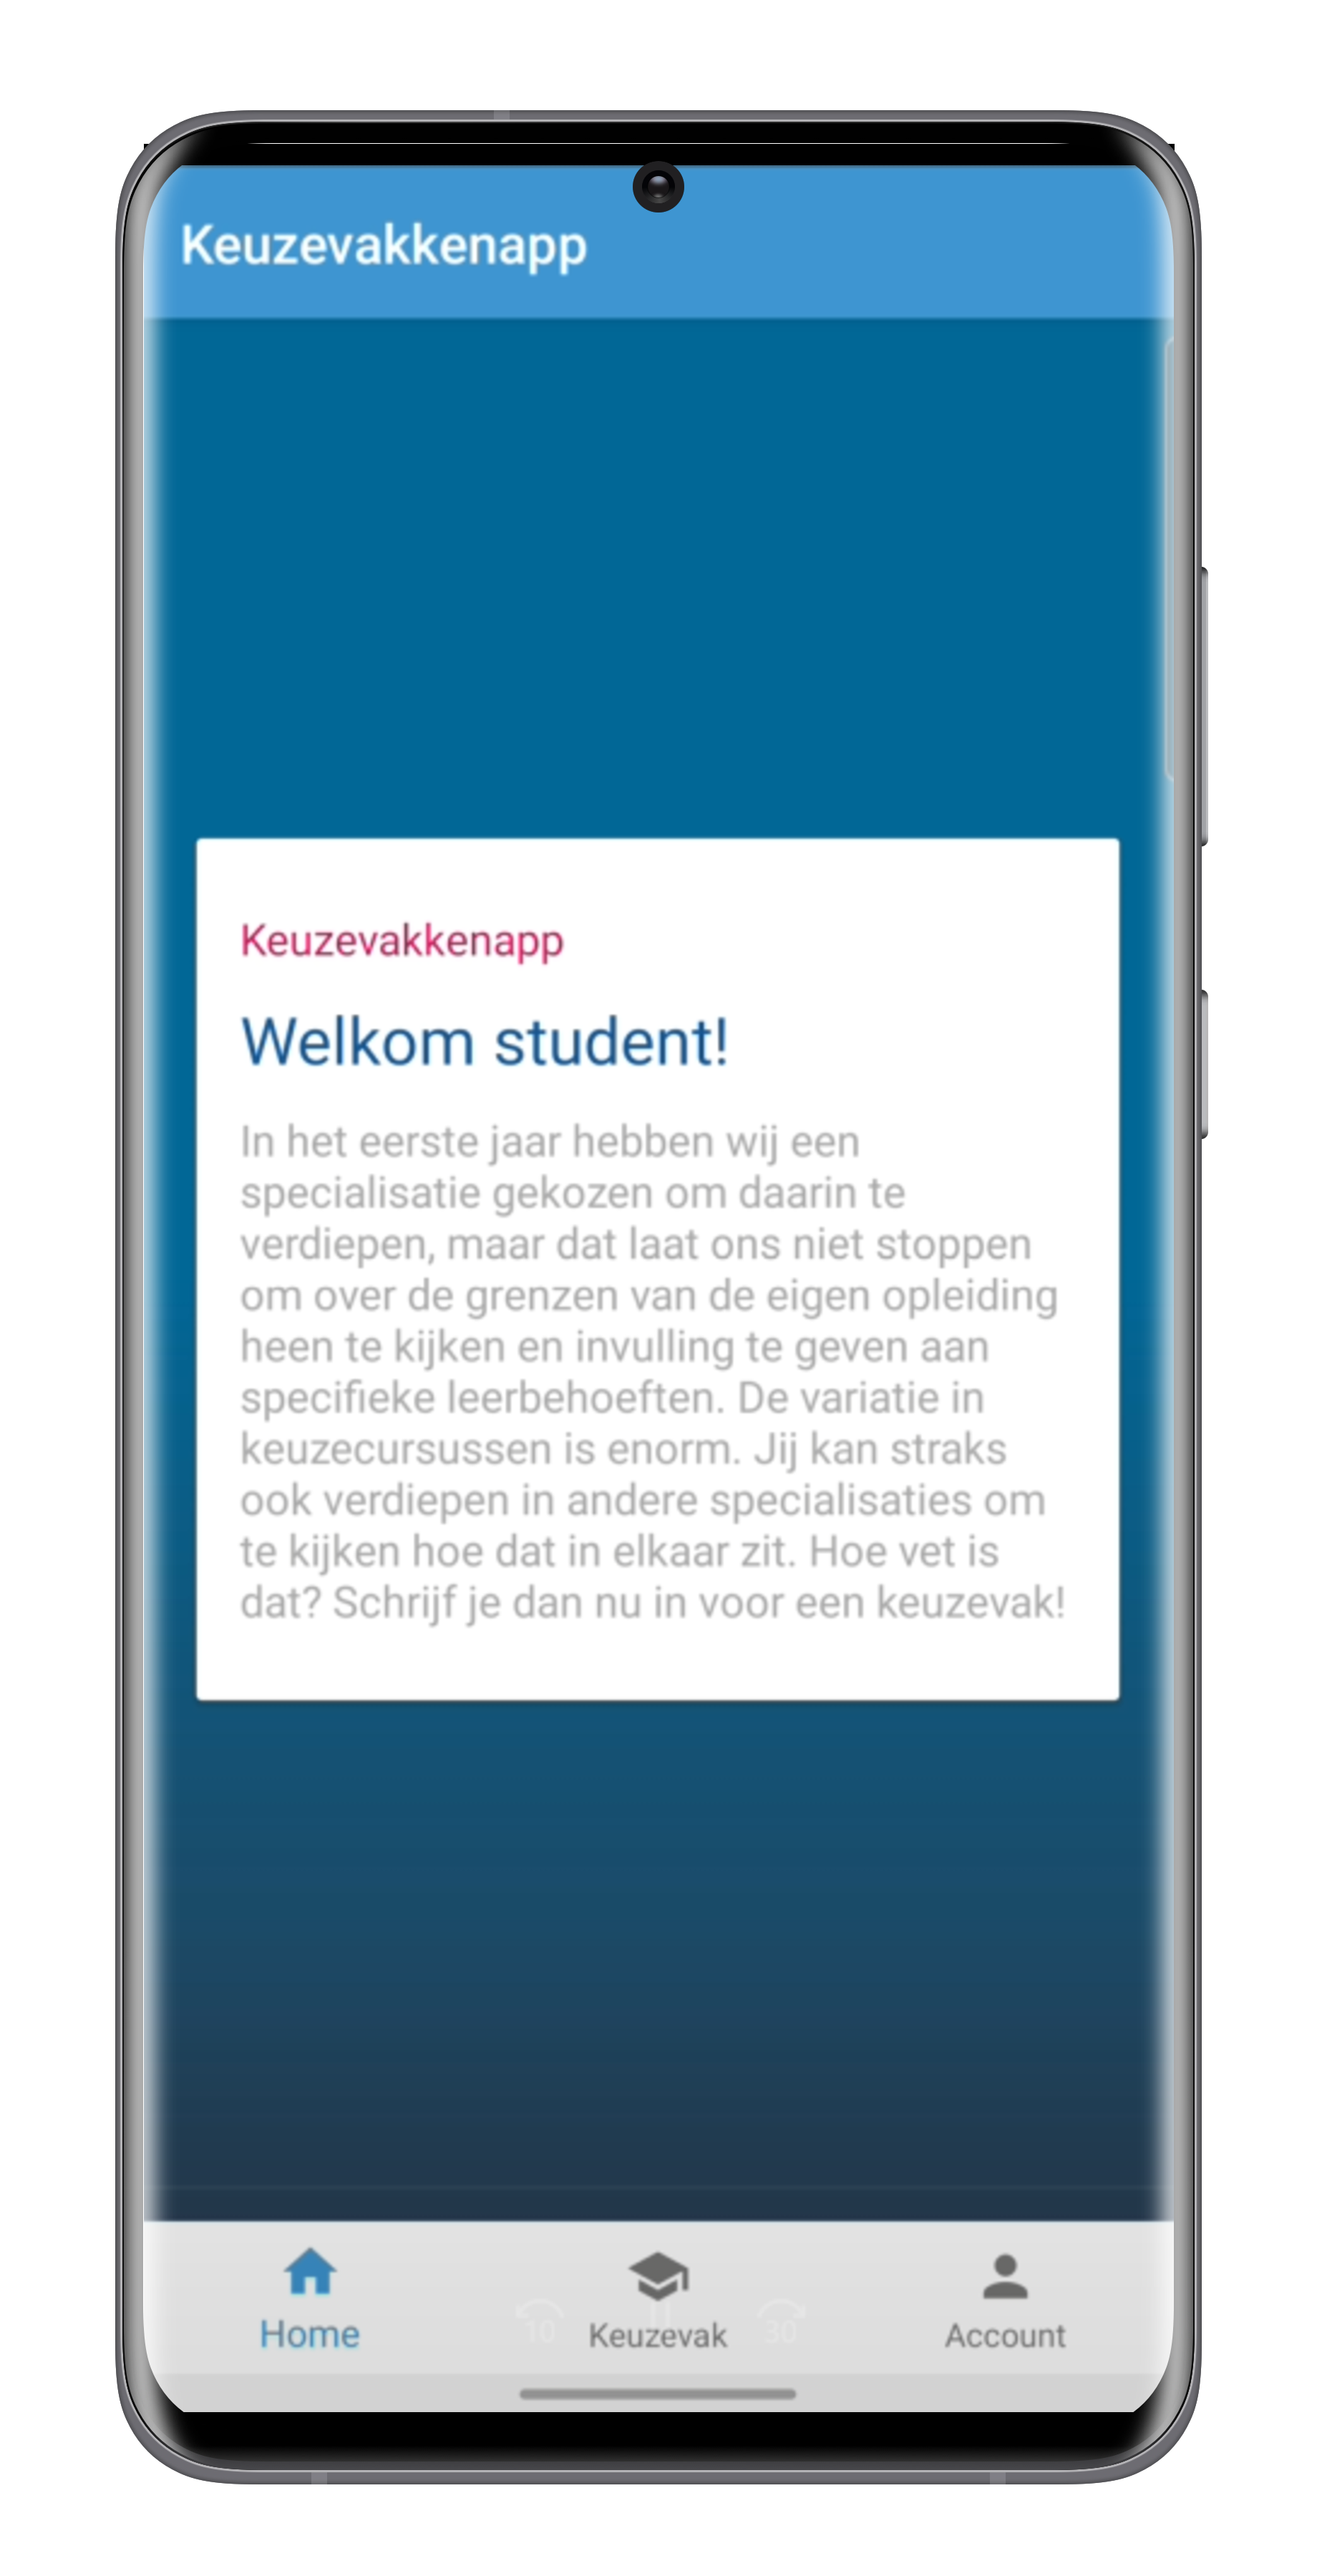 Keuzevakkenapp
Keuzevakkenapp
Welkom student!
In het eerste jaar hebben wij een
specialisatie gekozen om daarin te
verdiepen, maar dat laat ons niet stoppen
om over de grenzen van de eigen opleiding
heen te kijken en invulling te geven aan
specifieke leerbehoeften. De variatie in
keuzecursussen is enorm. Jij kan straks
ook verdiepen in andere specialisaties om
te kijken hoe dat in elkaar zit. Hoe vet is
dat? Schrijf je dan nu in voor een keuzevak!
10 30
Home Keuzevak Account